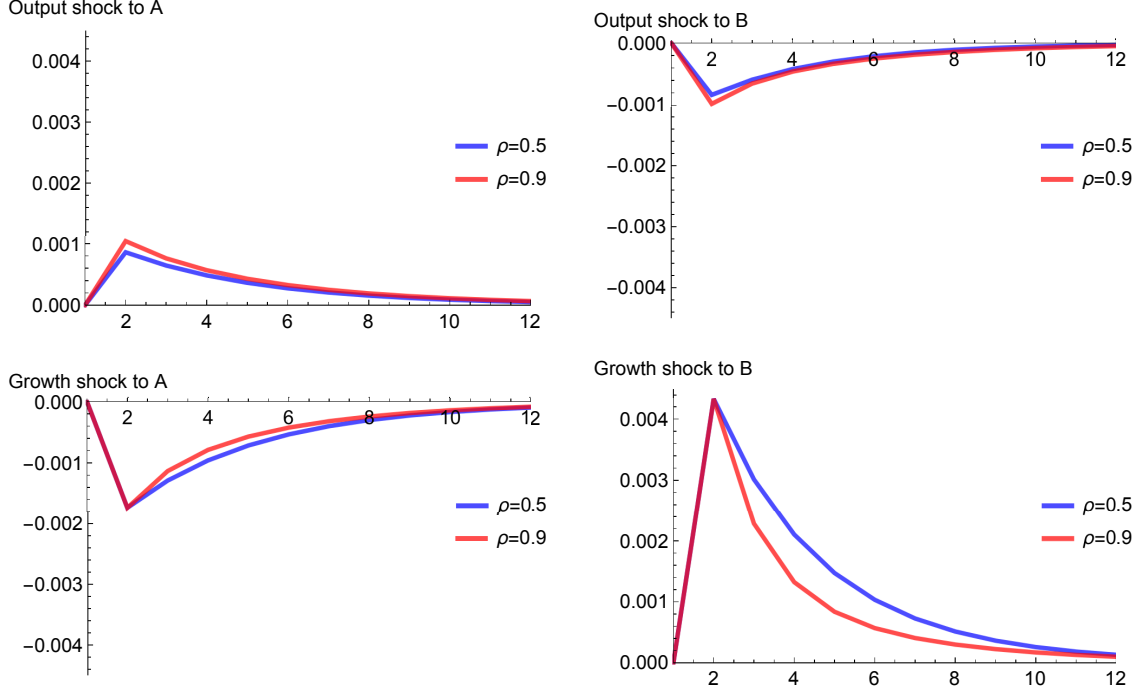 Output shock to A
0.004
0.003
0.002
0.001
0.000
2 4 6 8 10 12
ρ=0.5
ρ=0.9
Output shock to B
0.000
−0.001
−0.002
−0.003
−0.004
2 4 6 8 10 12
ρ=0.5
ρ=0.9
Growth shock to A
0.000
−0.001
−0.002
−0.003
−0.004
2 4 6 8 10 12
ρ=0.5
ρ=0.9
Growth shock to B
0.004
0.003
0.002
0.001
0.000
2 4 6 8 10 12
ρ=0.5
ρ=0.9